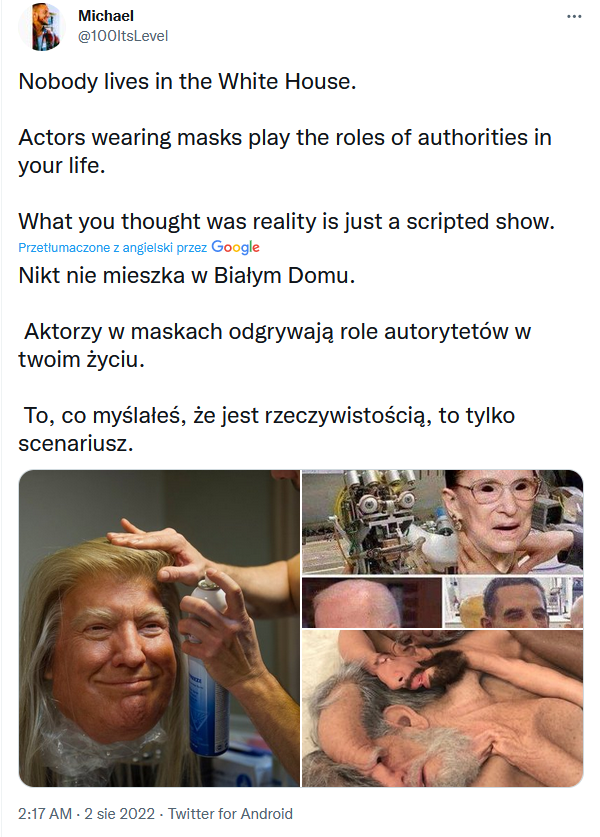 Michael
@100ItsLevel
Nobody lives in the White House.
Actors wearing masks play the roles of authorities in
your life.
What you thought was reality is just a scripted show.
Przetłumaczone z angielski przez Google
Nikt nie mieszka w Białym Domu.
Aktorzy w maskach odgrywają role autorytetów w
twoim życiu.
To, co myślałeś, że jest rzeczywistością, to tylko
scenariusz.
2:17 AM · 2 sie 2022 · Twitter for Android